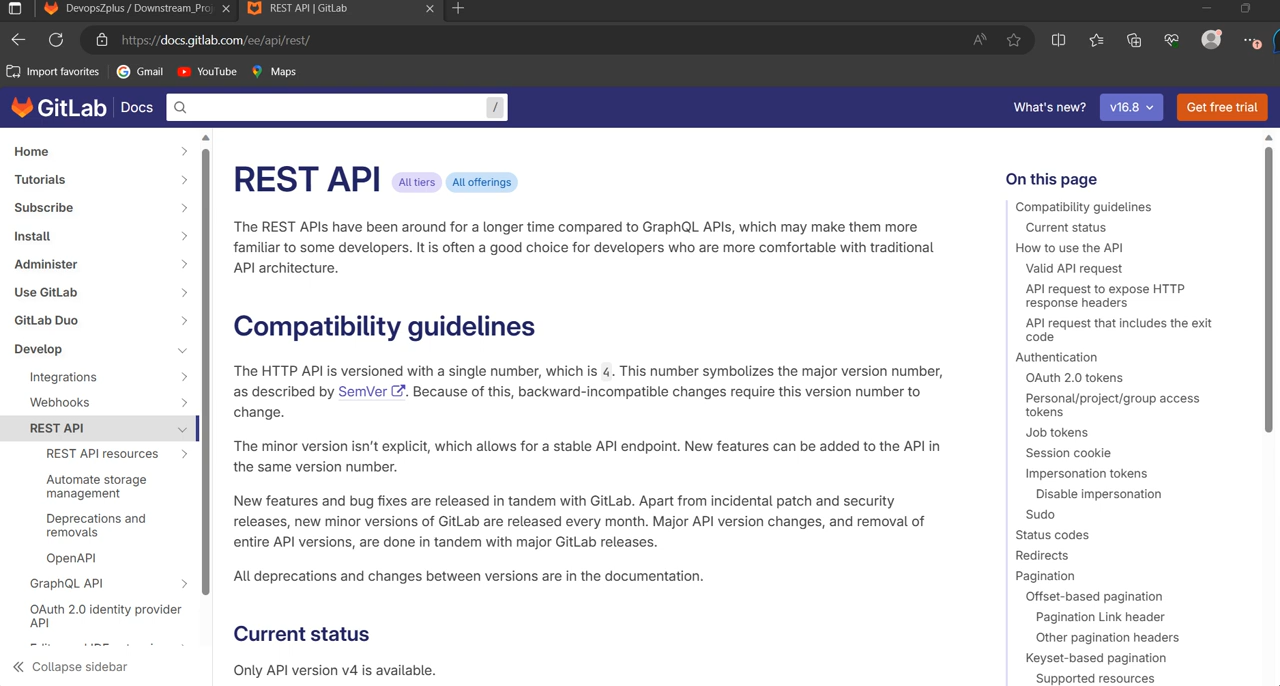 DevopsZplus / Downstream_Proj
REST API | GitLab
https://docs.gitlab.com/ee/api/rest/
Import favorites
Gmail
YouTube
Maps
GitLab
Docs
/
What's new?
v16.8
Get free trial
Home
Tutorials
Subscribe
Install
Administer
Use GitLab
GitLab Duo
Develop
Integrations
Webhooks
REST API
REST API resources
Automate storage
management
Deprecations and
removals
OpenAPI
GraphQL API
OAuth 2.0 identity provider
API
Collapse sidebar
REST API
All tiers
All offerings
The REST APIs have been around for a longer time compared to GraphQL APIs, which may make them more
familiar to some developers. It is often a good choice for developers who are more comfortable with traditional
API architecture.
Compatibility guidelines
The HTTP API is versioned with a single number, which is 4. This number symbolizes the major version number,
as described by SemVer. Because of this, backward-incompatible changes require this version number to
change.
The minor version isn't explicit, which allows for a stable API endpoint. New features can be added to the API in
the same version number.
New features and bug fixes are released in tandem with GitLab. Apart from incidental patch and security
releases, new minor versions of GitLab are released every month. Major API version changes, and removal of
entire API versions, are done in tandem with major GitLab releases.
All deprecations and changes between versions are in the documentation.
Current status
Only API version v4 is available.
On this page
Compatibility guidelines
Current status
How to use the API
Valid API request
API request to expose HTTP
response headers
API request that includes the exit
code
Authentication
OAuth 2.0 tokens
Personal/project/group access
tokens
Job tokens
Session cookie
Impersonation tokens
Disable impersonation
Sudo
Status codes
Redirects
Pagination
Offset-based pagination
Pagination Link header
Other pagination headers
Keyset-based pagination
Supported resources